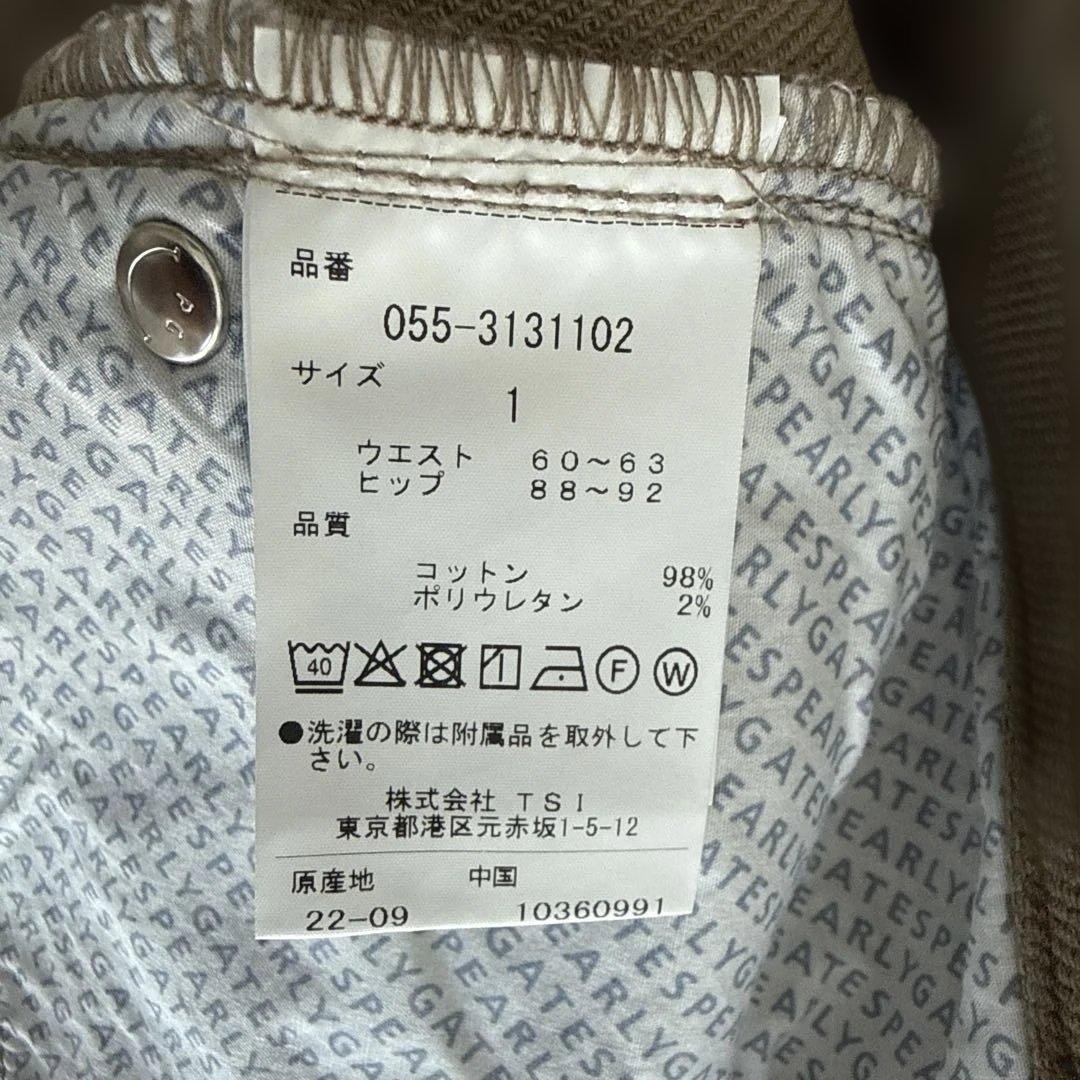 品番
055-3131102
サイズ
1
ウエスト 60~63
ヒップ 88~92
品質
コットン 98%
ポリウレタン 2%
40 F W
●洗濯の際は附属品を取外して下
さい。
株式会社 TSI
東京都港区元赤坂1-5-12
原産地 中国
22-09 10360991
PEARLYGATES